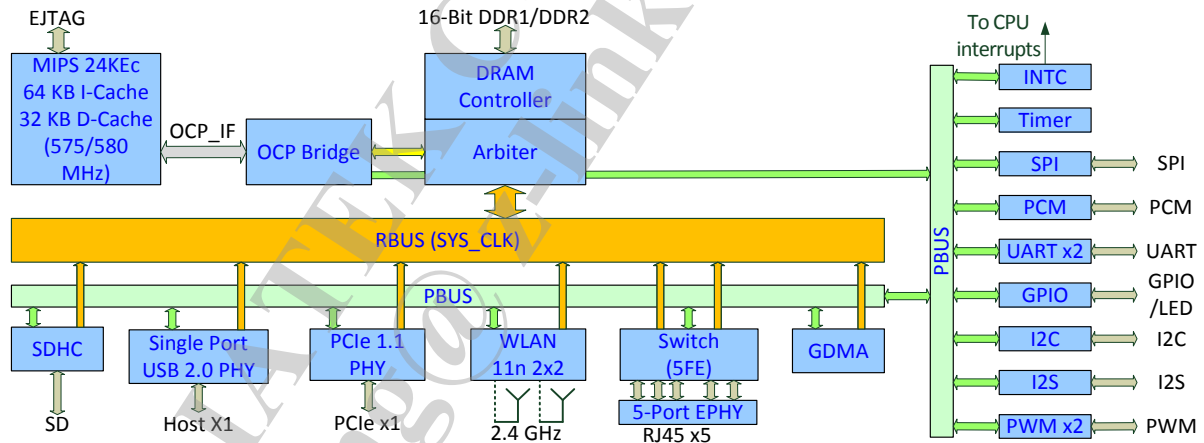 EJTAG
16-Bit DDR1/DDR2
To CPU
interrupts
MIPS 24KEc
64 KB I-Cache
32 KB D-Cache
(575/580
MHz)
OCP_IF
OCP Bridge
DRAM
Controller
Arbiter
RBUS (SYS_CLK)
PBUS
SDHC
Single Port
USB 2.0 PHY
PCIe 1.1
PHY
WLAN
11n 2x2
Switch
(5FE)
GDMA
5-Port EPHY
SD
Host X1
PCIe x1
2.4 GHz
RJ45 x5
PBUS
INTC
Timer
SPI
SPI
PCM
PCM
UART x2
UART
GPIO
GPIO
/LED
I2C
I2C
I2S
I2S
PWM x2
PWM
IATEK C
@ z-link